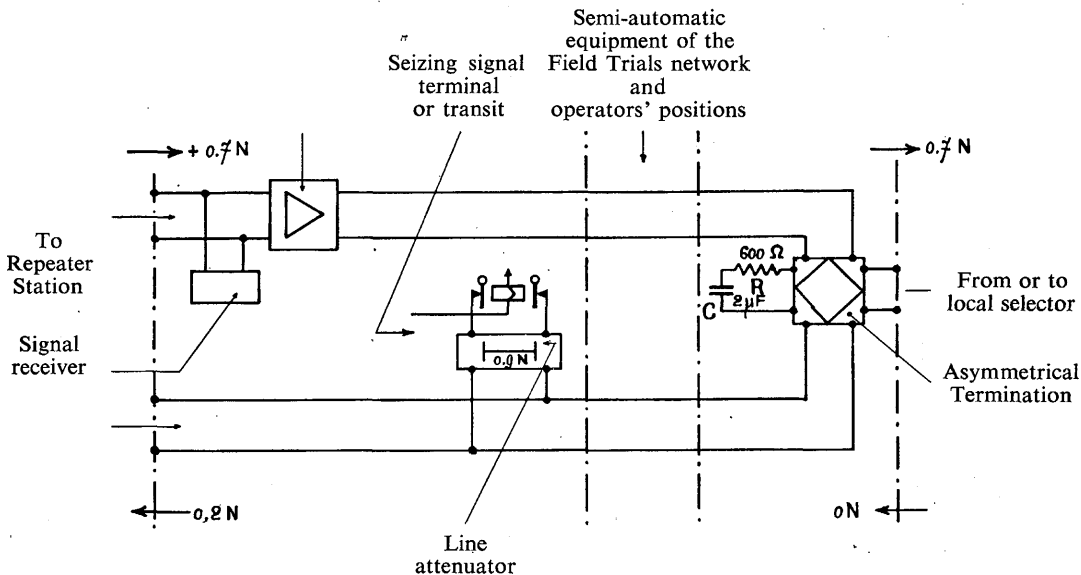 Semi-automatic
equipment of the
Field Trials network
and
operators' positions
Seizing signal
terminal
or transit
+ 0.7 N
0.7 N
To
Repeater
Station
600 Ω
R
C
2µF
From or to
local selector
0.9 N
Signal
receiver
Asymmetrical
Termination
0,2 N
0N
Line
attenuator